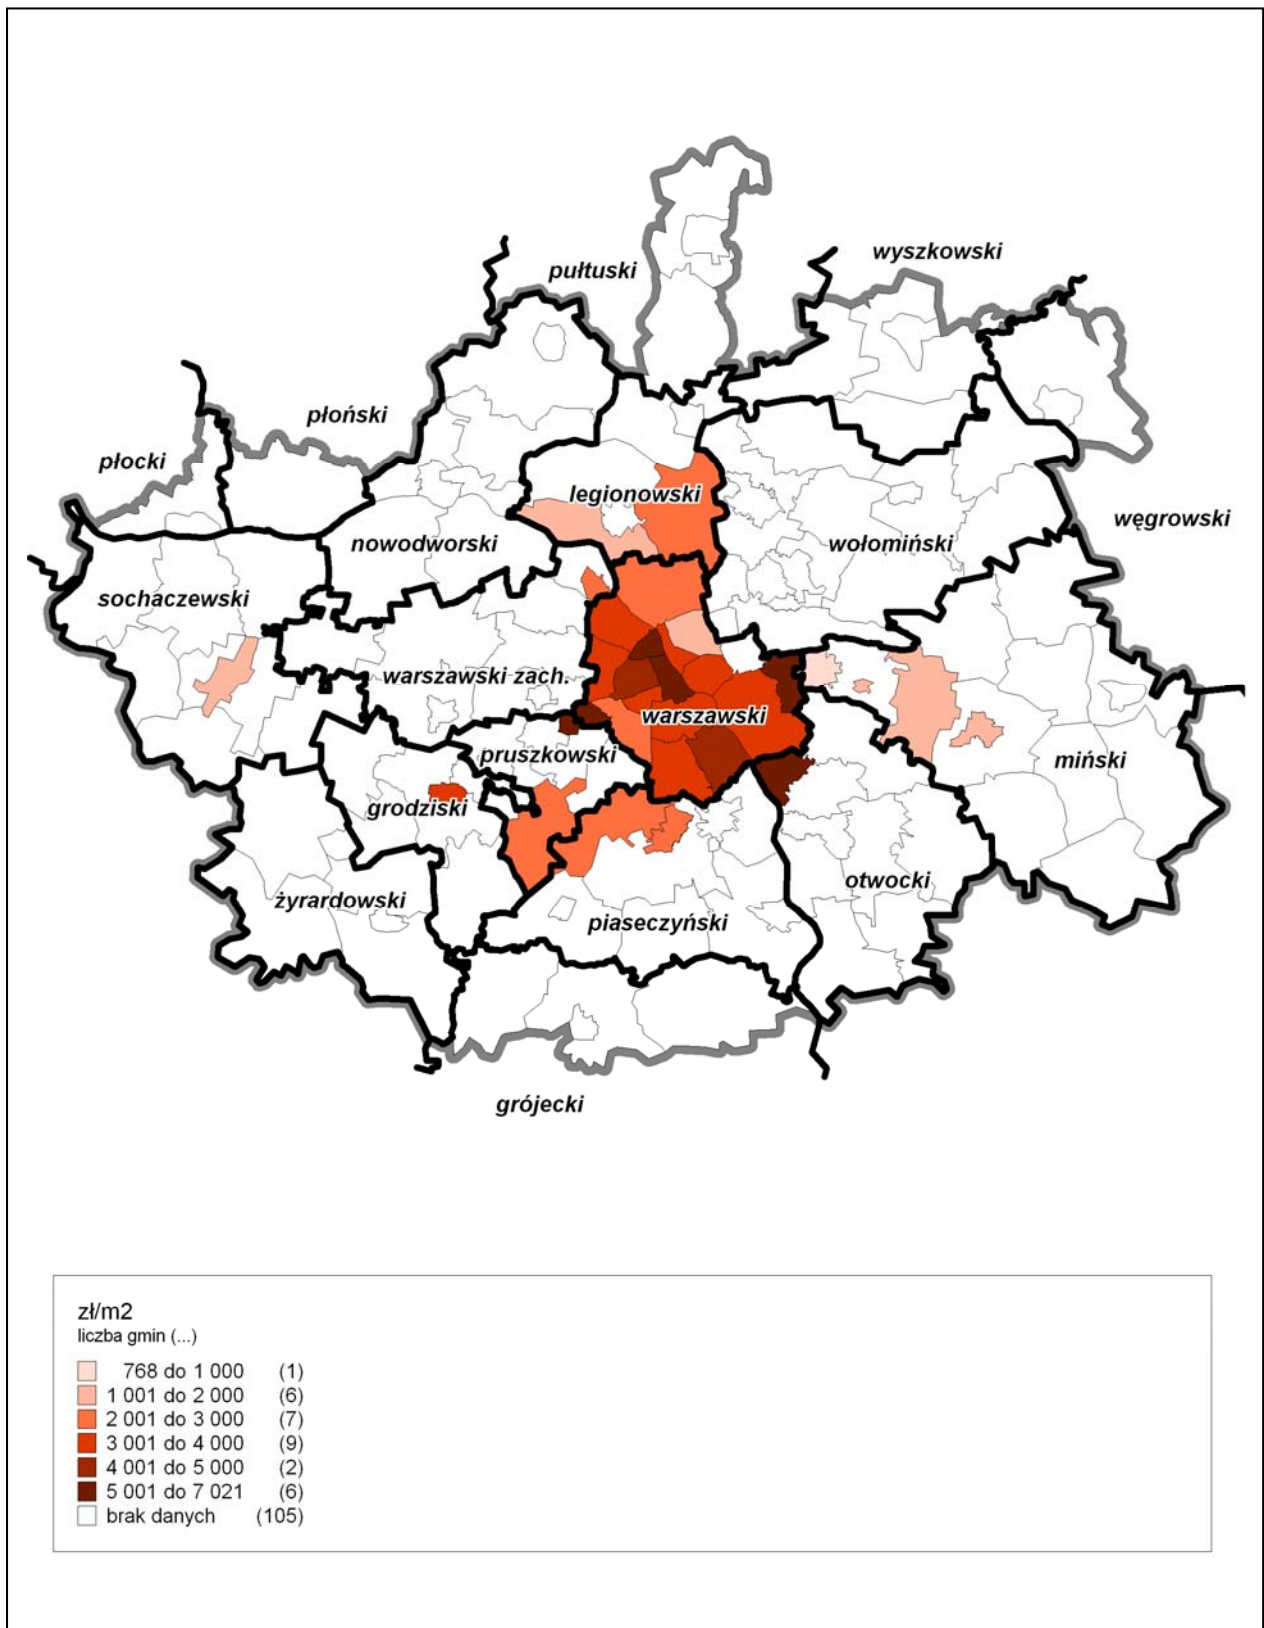 wyszkowski
pułtuski
płoński
płocki
legionowski
węgrowski
nowodworski
wołomiński
sochaczewski
warszawski zach.
warszawski
pruszkowski
miński
grodziski
otwocki
żyrardowski
piaseczyński
grójecki
zł/m2
liczba gmin (...)
768 do 1 000 (1)
1 001 do 2 000 (6)
2 001 do 3 000 (7)
3 001 do 4 000 (9)
4 001 do 5 000 (2)
5 001 do 7 021 (6)
brak danych (105)